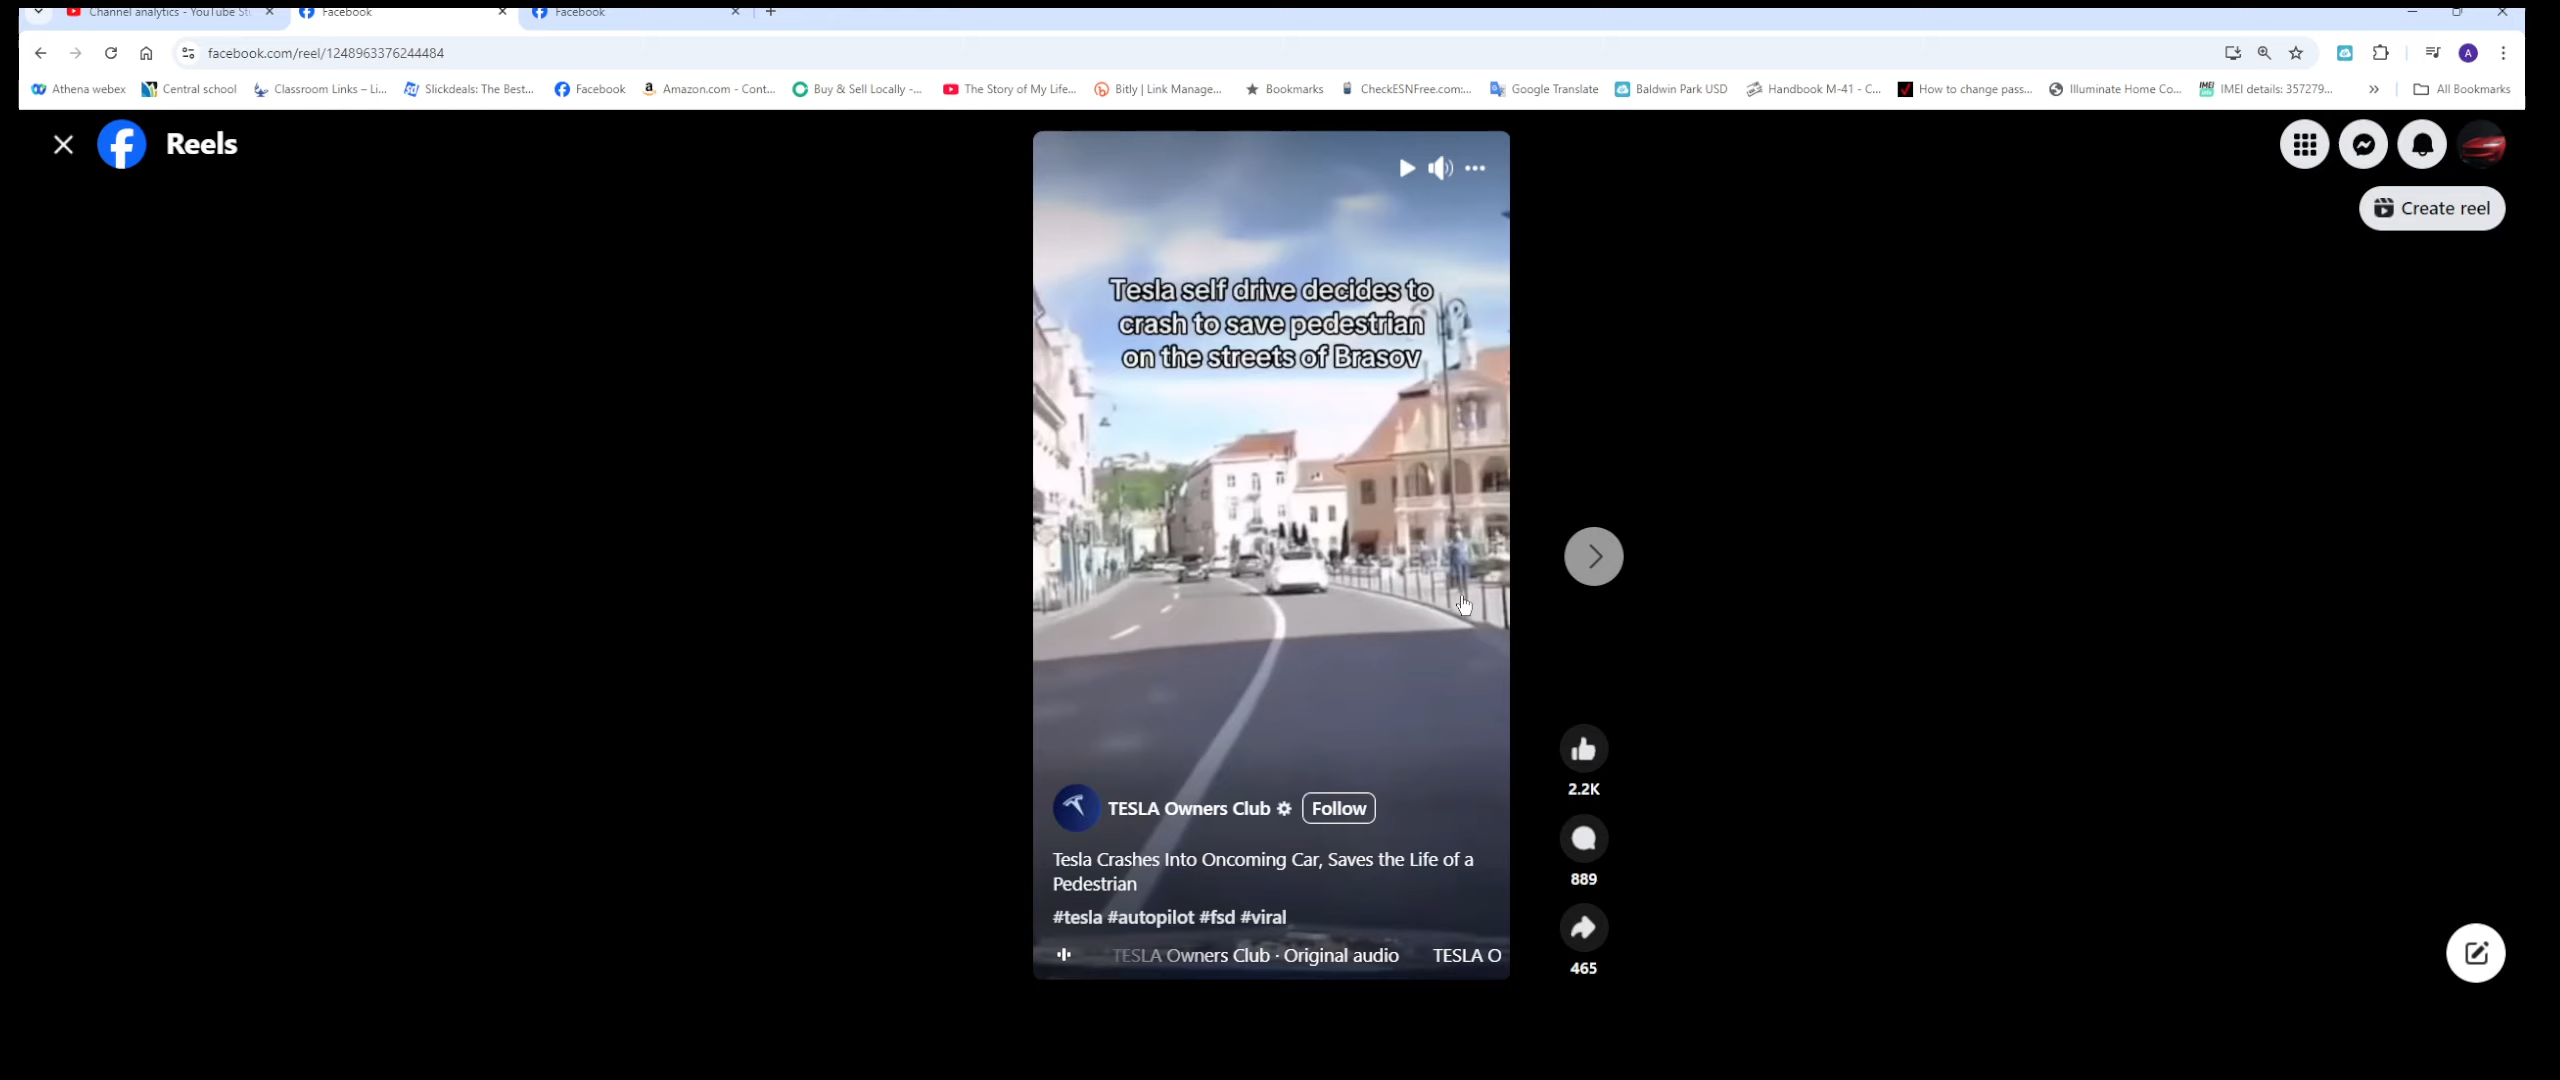 Channel analytics - YouTube St
Facebook
Facebook
facebook.com/reel/1248963376244484
A
Athena webex
Central school
Classroom Links – Li...
Slickdeals: The Best...
Facebook
Amazon.com - Cont...
Buy & Sell Locally -...
The Story of My Life...
Bitly | Link Manage...
Bookmarks
CheckESNFree.com:...
Google Translate
Baldwin Park USD
Handbook M-41 - C...
How to change pass...
Illuminate Home Co...
IMEI details: 357279...
All Bookmarks
Reels
Create reel
Tesla self drive decides to
crash to save pedestrian
on the streets of Brasov
TESLA Owners Club
Follow
Tesla Crashes Into Oncoming Car, Saves the Life of a
Pedestrian
#tesla #autopilot #fsd #viral
TESLA Owners Club · Original audio TESLA O
2.2K
889
465